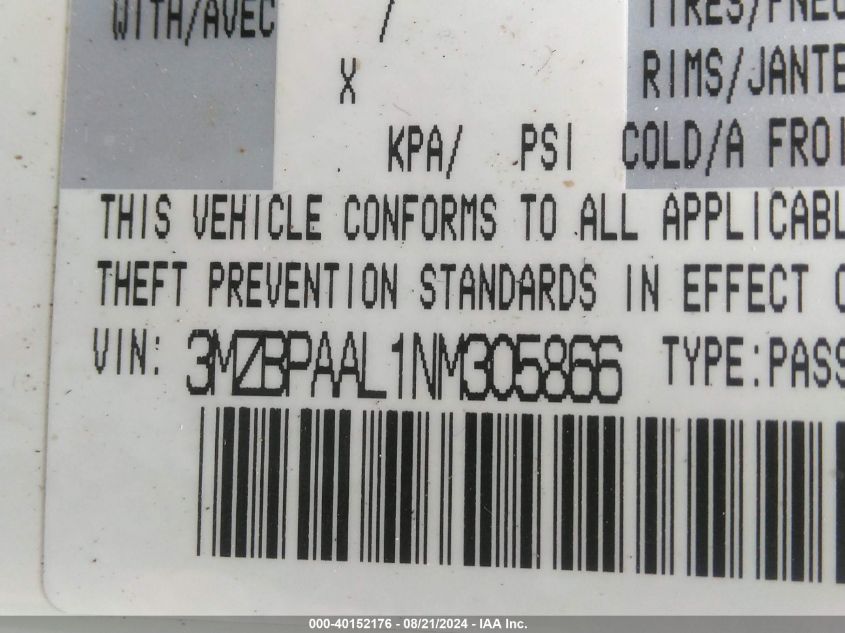 WITH/AVEC / TIRES/PNEU
X RIMS/JANTE
KPA/ PSI COLD/A FROI
THIS VEHICLE CONFORMS TO ALL APPLICABL
THEFT PREVENTION STANDARDS IN EFFECT O
VIN: 3MZBPAAL1NM305866 TYPE:PASS
000-40152176 - 08/21/2024 - IAA Inc.